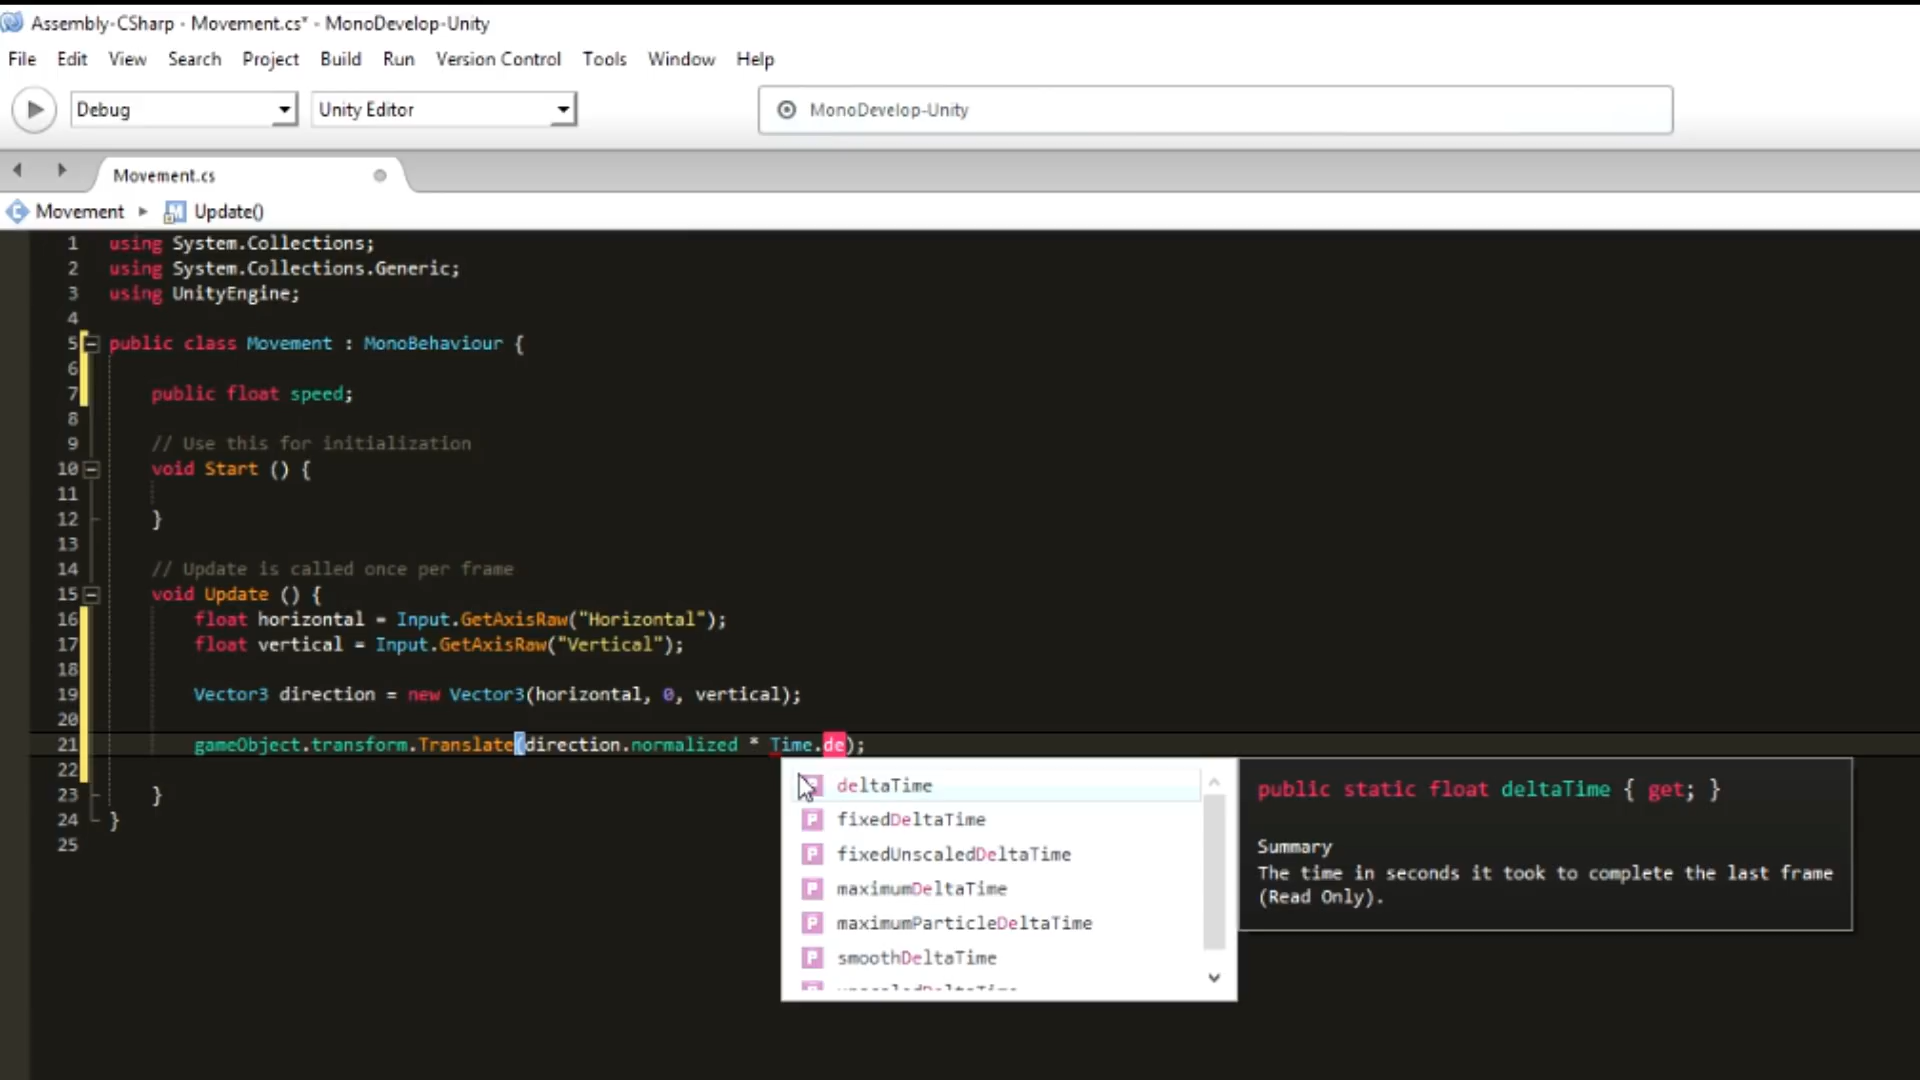 Assembly-CSharp - Movement.cs* - MonoDevelop-Unity
File Edit View Search Project Build Run Version Control Tools Window Help
Debug Unity Editor MonoDevelop-Unity
Movement.cs
Movement Update()
1 using System.Collections;
2 using System.Collections.Generic;
3 using UnityEngine;
4
5 public class Movement : MonoBehaviour {
6
7 public float speed;
8
9 // Use this for initialization
10 void Start () {
11
12 }
13
14 // Update is called once per frame
15 void Update () {
16 float horizontal = Input.GetAxisRaw("Horizontal");
17 float vertical = Input.GetAxisRaw("Vertical");
18
19 Vector3 direction = new Vector3(horizontal, 0, vertical);
20
21 gameObject.transform.Translate(direction.normalized * Time.de);
22
23 }
24 }
25
deltaTime
fixedDeltaTime
fixedUnscaledDeltaTime
maximumDeltaTime
maximumParticleDeltaTime
smoothDeltaTime
public static float deltaTime { get; }
Summary
The time in seconds it took to complete the last frame
(Read Only).